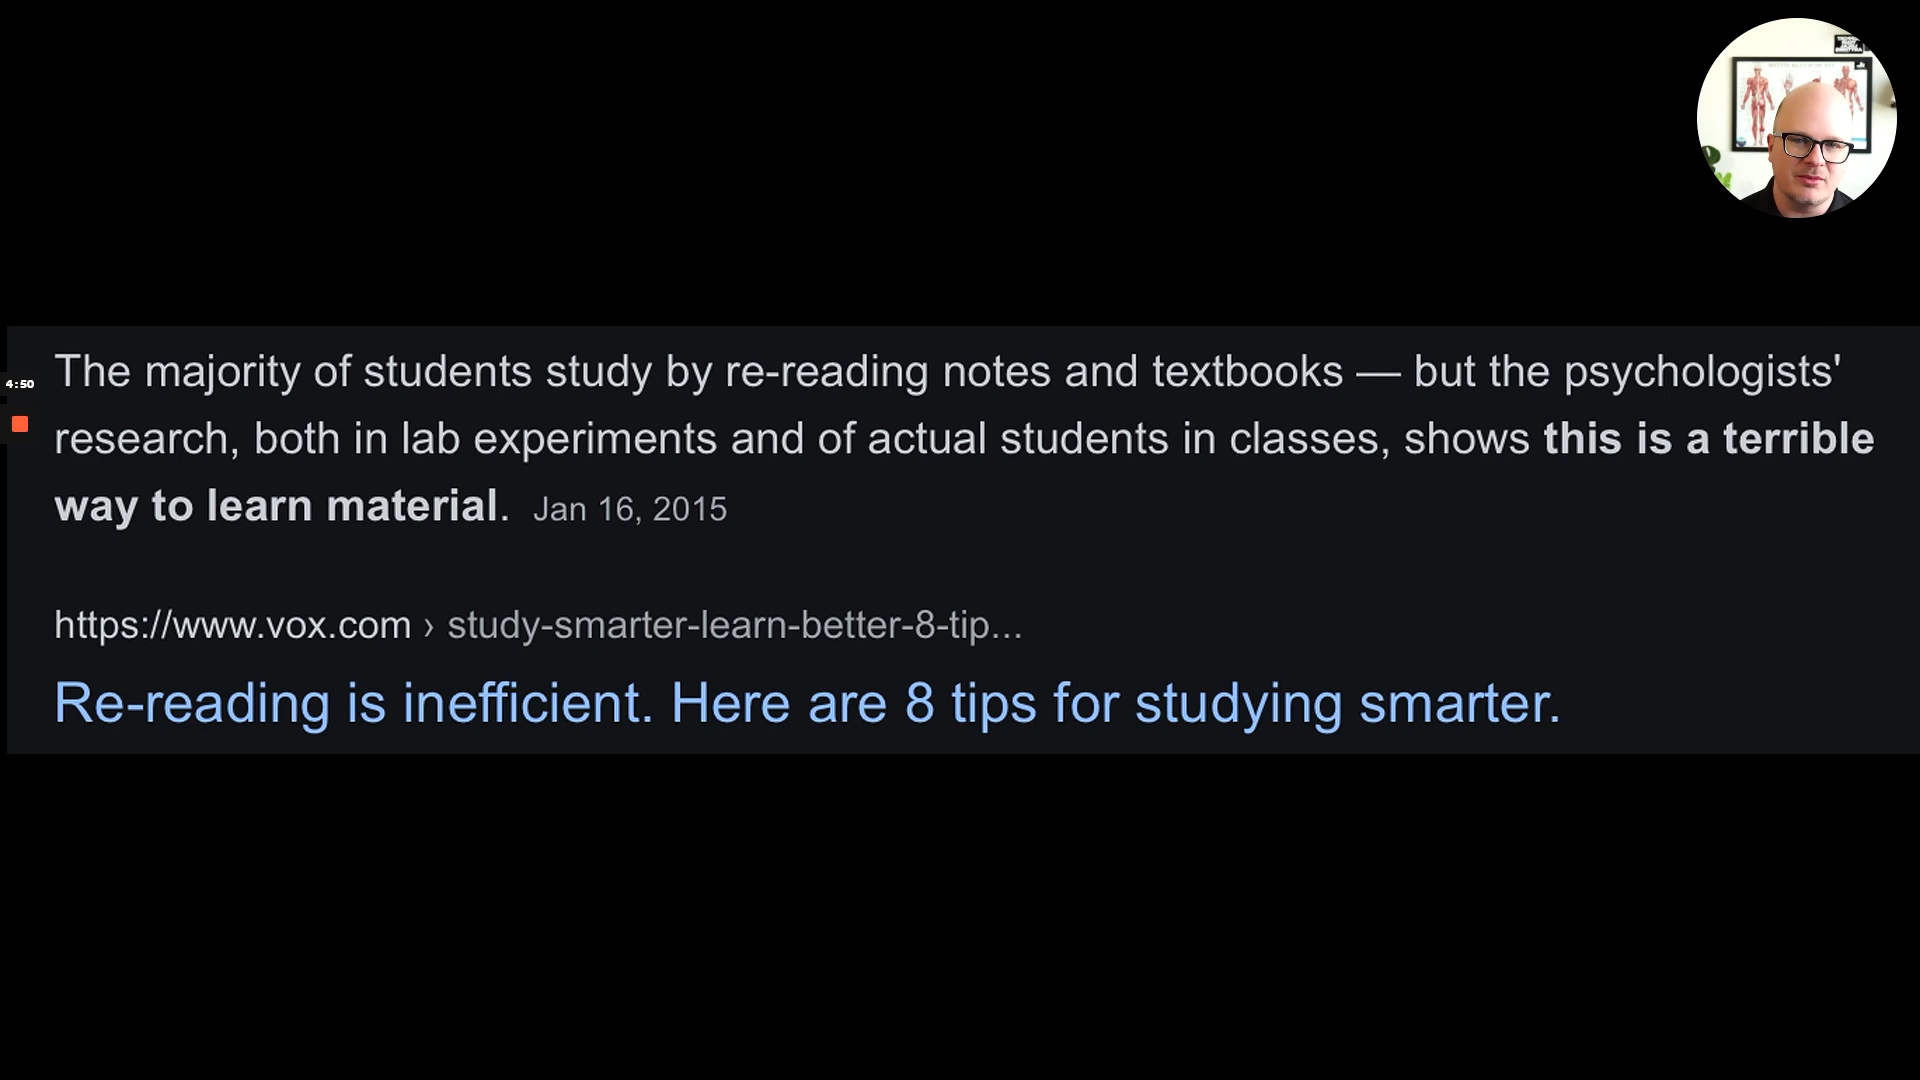 The majority of students study by re-reading notes and textbooks — but the psychologists'
research, both in lab experiments and of actual students in classes, shows this is a terrible
way to learn material. Jan 16, 2015
https://www.vox.com › study-smarter-learn-better-8-tip...
Re-reading is inefficient. Here are 8 tips for studying smarter.
4:50